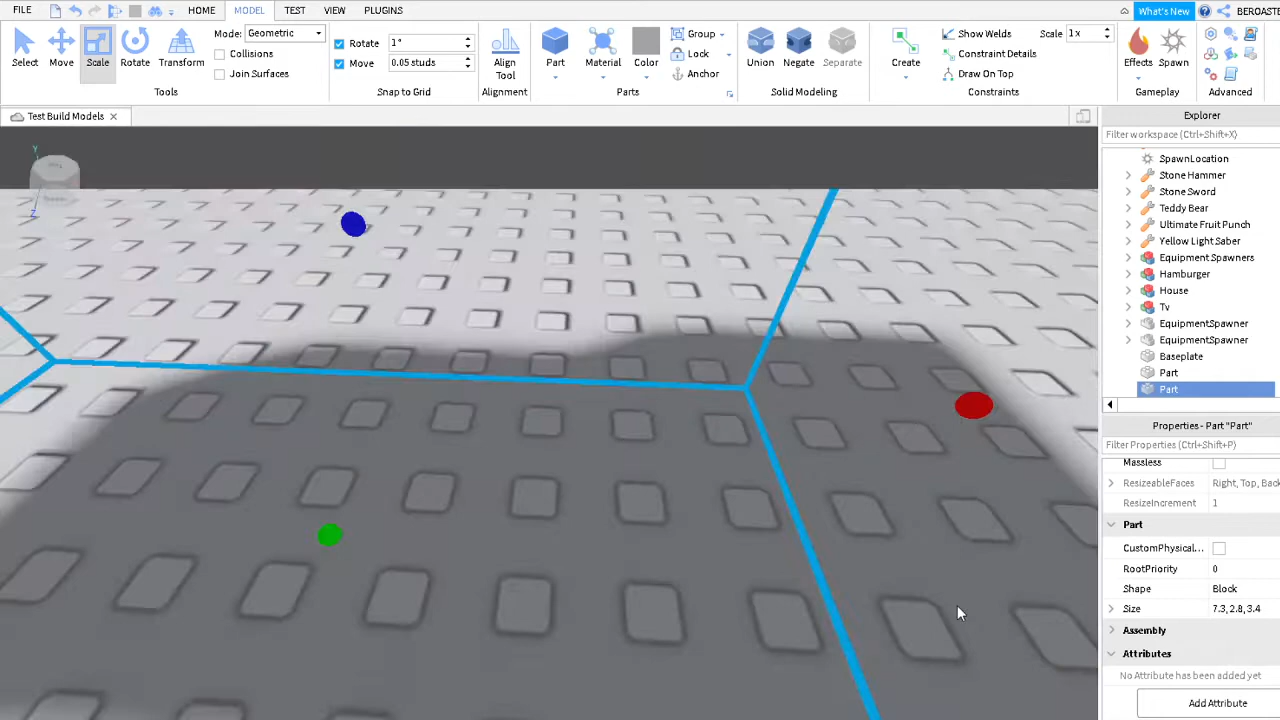 FILE HOME MODEL TEST VIEW PLUGINS What's New BEROASTE
Mode: Geometric Rotate 1° Group Show Welds Scale 1x
Collisions Move 0.05 studs Lock Constraint Details
Join Surfaces Anchor Draw On Top
Select Move Scale Rotate Transform Align Tool Part Material Color Union Negate Separate Create Effects Spawn
Tools Snap to Grid Alignment Parts Solid Modeling Constraints Gameplay Advanced
Test Build Models
Explorer
Filter workspace (Ctrl+Shift+X)
Y
Z
SpawnLocation
Stone Hammer
Stone Sword
Teddy Bear
Ultimate Fruit Punch
Yellow Light Saber
Equipment Spawners
Hamburger
House
Tv
EquipmentSpawner
EquipmentSpawner
Baseplate
Part
Part
Properties - Part "Part"
Filter Properties (Ctrl+Shift+P)
Massless
ResizeableFaces Right, Top, Bac
ResizeIncrement 1
Part
CustomPhysical...
RootPriority 0
Shape Block
Size 7.3, 2.8, 3.4
Assembly
Attributes
No Attribute has been added yet
Add Attribute